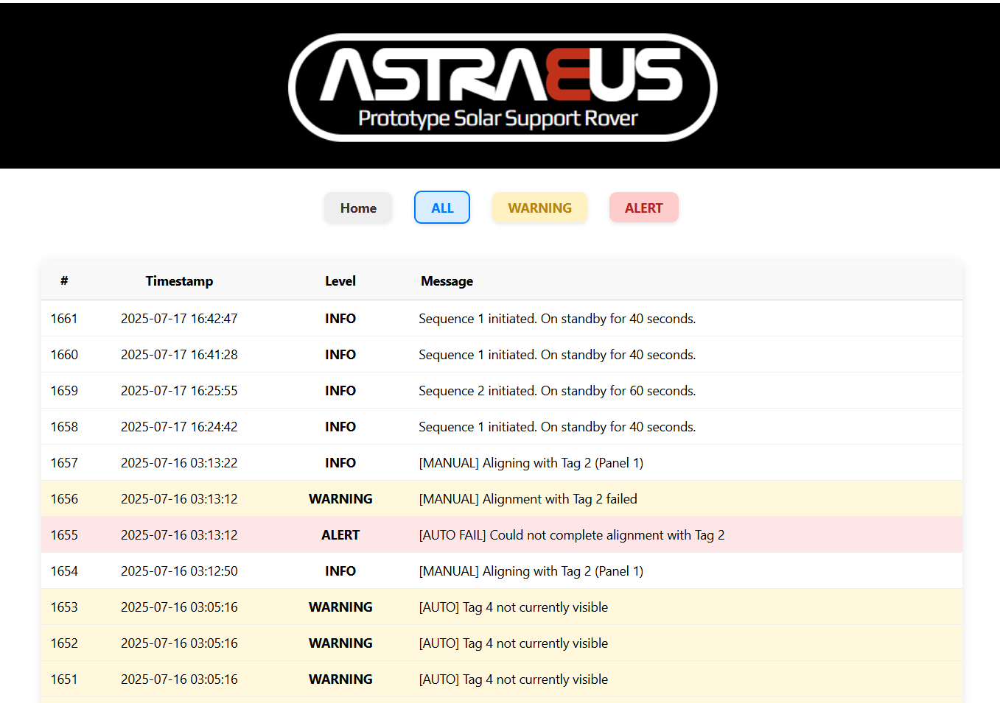 ASTRAEUS
Prototype Solar Support Rover
Home ALL WARNING ALERT
# Timestamp Level Message
1661 2025-07-17 16:42:47 INFO Sequence 1 initiated. On standby for 40 seconds.
1660 2025-07-17 16:41:28 INFO Sequence 1 initiated. On standby for 40 seconds.
1659 2025-07-17 16:25:55 INFO Sequence 2 initiated. On standby for 60 seconds.
1658 2025-07-17 16:24:42 INFO Sequence 1 initiated. On standby for 40 seconds.
1657 2025-07-16 03:13:22 INFO [MANUAL] Aligning with Tag 2 (Panel 1)
1656 2025-07-16 03:13:12 WARNING [MANUAL] Alignment with Tag 2 failed
1655 2025-07-16 03:13:12 ALERT [AUTO FAIL] Could not complete alignment with Tag 2
1654 2025-07-16 03:12:50 INFO [MANUAL] Aligning with Tag 2 (Panel 1)
1653 2025-07-16 03:05:16 WARNING [AUTO] Tag 4 not currently visible
1652 2025-07-16 03:05:16 WARNING [AUTO] Tag 4 not currently visible
1651 2025-07-16 03:05:16 WARNING [AUTO] Tag 4 not currently visible